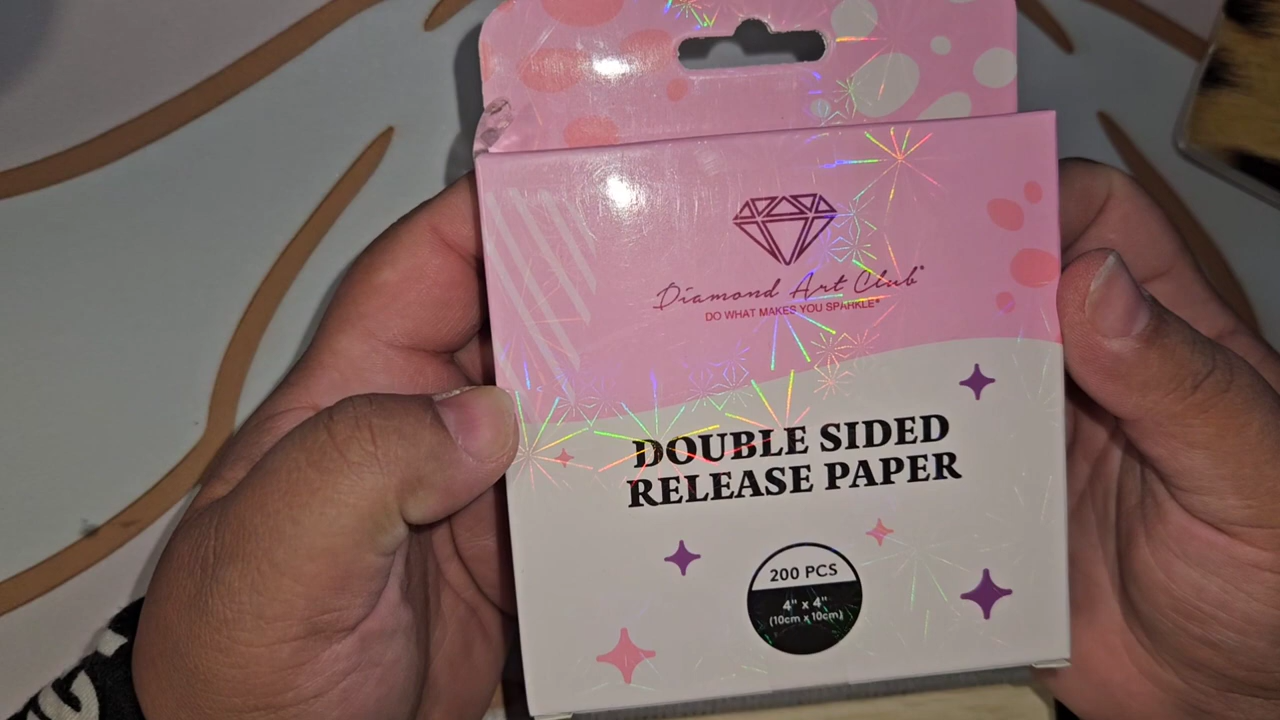 Diamond Art Club®
DO WHAT MAKES YOU SPARKLE®
DOUBLE SIDED
RELEASE PAPER
200 PCS
4" x 4"
(10cm x 10cm)